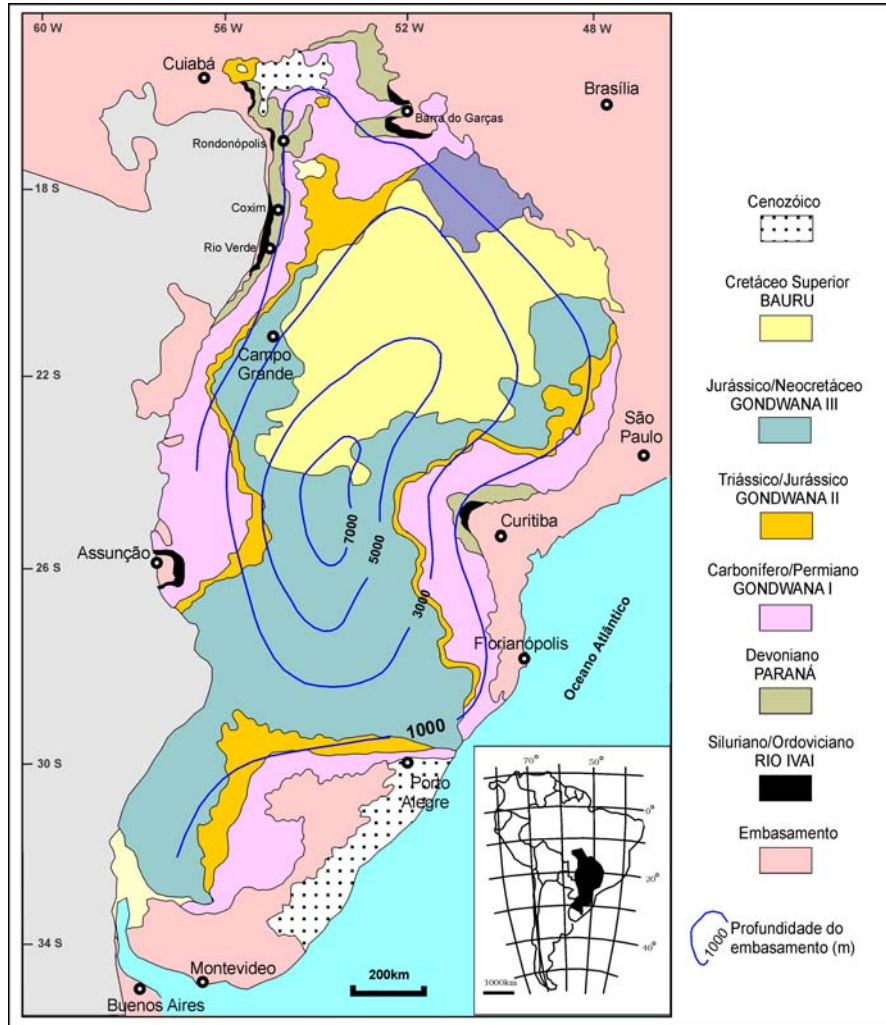 60 W
56 W
52 W
48 W
Cuiabá
Brasília
Barra do Garças
Rondonópolis
18 S
Coxim
Rio Verde
Campo
Grande
22 S
São
Paulo
Curitiba
7000
5000
Assunção
26 S
3000
Florianópolis
Oceano Atlântico
1000
30 S
Porto
Alegre
34 S
Montevideo
Buenos Aires
200km
70°
50°
0°
20°
40°
1000km
Cenozóico
Cretáceo Superior
BAURU
Jurássico/Neocretáceo
GONDWANA III
Triássico/Jurássico
GONDWANA II
Carbonífero/Permiano
GONDWANA I
Devoniano
PARANÁ
Siluriano/Ordoviciano
RIO IVAI
Embasamento
1000
Profundidade do
embasamento (m)